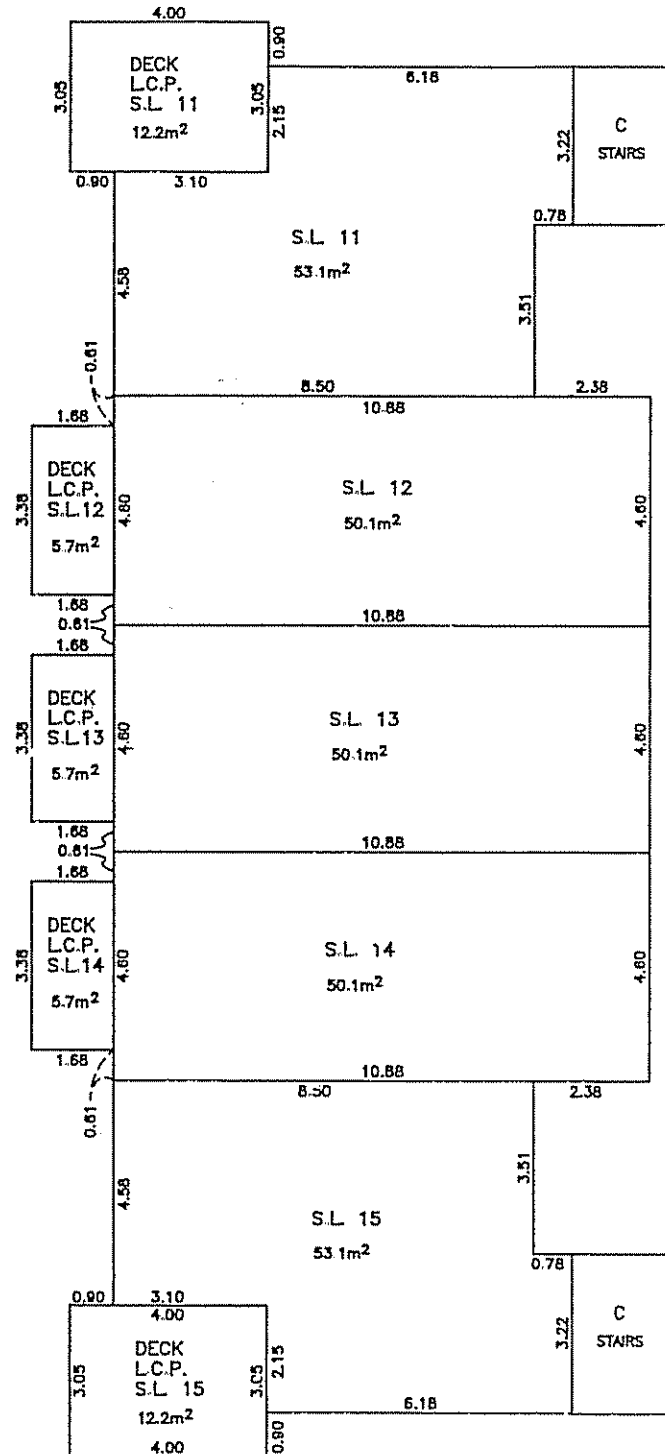 4.00
0.90
DECK
L.C.P.
S.L. 11
12.2m²
3.05
3.05
2.15
6.18
C
STAIRS
3.22
0.90
3.10
0.78
S.L. 11
53.1m²
4.58
3.51
0.61
8.50
2.38
10.88
1.68
DECK
L.C.P.
S.L.12
5.7m²
3.38
4.60
S.L. 12
50.1m²
4.60
1.68
0.61
1.68
10.88
DECK
L.C.P.
S.L.13
5.7m²
3.38
4.60
S.L. 13
50.1m²
4.60
1.68
0.61
1.68
10.88
DECK
L.C.P.
S.L.14
5.7m²
3.38
4.60
S.L. 14
50.1m²
4.60
1.68
10.88
0.61
8.50
2.38
4.58
3.51
S.L. 15
53.1m²
0.78
0.90
3.10
4.00
DECK
L.C.P.
S.L. 15
12.2m²
3.05
3.05
2.15
3.22
C
STAIRS
6.18
0.90
4.00